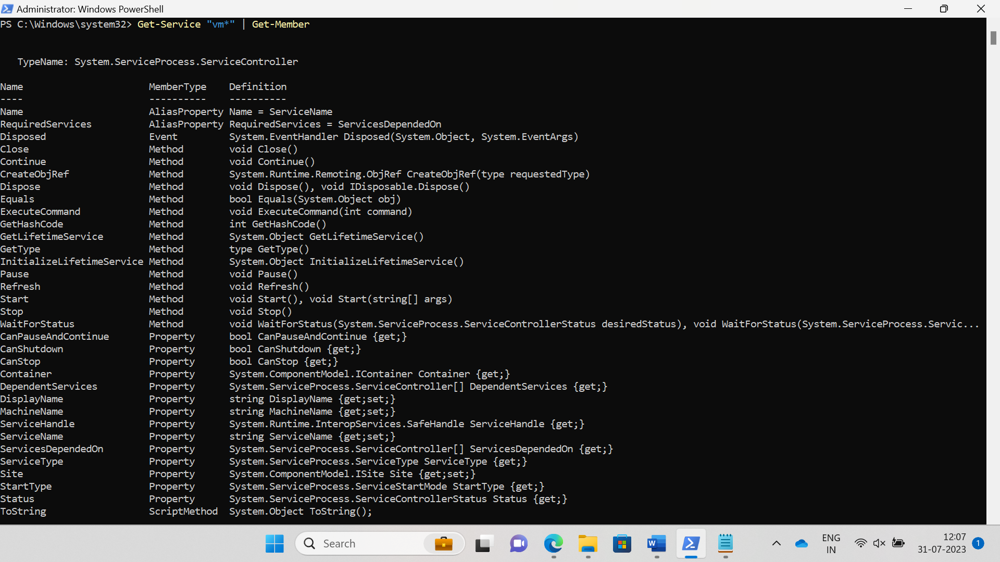 Administrator: Windows PowerShell
PS C:\Windows\system32> Get-Service "vm*" | Get-Member
TypeName: System.ServiceProcess.ServiceController
Name MemberType Definition
---- ---------- ----------
Name AliasProperty Name = ServiceName
RequiredServices AliasProperty RequiredServices = ServicesDependedOn
Disposed Event System.EventHandler Disposed(System.Object, System.EventArgs)
Close Method void Close()
Continue Method void Continue()
CreateObjRef Method System.Runtime.Remoting.ObjRef CreateObjRef(type requestedType)
Dispose Method void Dispose(), void IDisposable.Dispose()
Equals Method bool Equals(System.Object obj)
ExecuteCommand Method void ExecuteCommand(int command)
GetHashCode Method int GetHashCode()
GetLifetimeService Method System.Object GetLifetimeService()
GetType Method type GetType()
InitializeLifetimeService Method System.Object InitializeLifetimeService()
Pause Method void Pause()
Refresh Method void Refresh()
Start Method void Start(), void Start(string[] args)
Stop Method void Stop()
WaitForStatus Method void WaitForStatus(System.ServiceProcess.ServiceControllerStatus desiredStatus), void WaitForStatus(System.ServiceProcess.Servic...
CanPauseAndContinue Property bool CanPauseAndContinue {get;}
CanShutdown Property bool CanShutdown {get;}
CanStop Property bool CanStop {get;}
Container Property System.ComponentModel.IContainer Container {get;}
DependentServices Property System.ServiceProcess.ServiceController[] DependentServices {get;}
DisplayName Property string DisplayName {get;set;}
MachineName Property string MachineName {get;set;}
ServiceHandle Property System.Runtime.InteropServices.SafeHandle ServiceHandle {get;}
ServiceName Property string ServiceName {get;set;}
ServicesDependedOn Property System.ServiceProcess.ServiceController[] ServicesDependedOn {get;}
ServiceType Property System.ServiceProcess.ServiceType ServiceType {get;}
Site Property System.ComponentModel.ISite Site {get;set;}
StartType Property System.ServiceProcess.ServiceStartMode StartType {get;}
Status Property System.ServiceProcess.ServiceControllerStatus Status {get;}
ToString ScriptMethod System.Object ToString();
Search
W
ENG
IN
12:07
31-07-2023
1